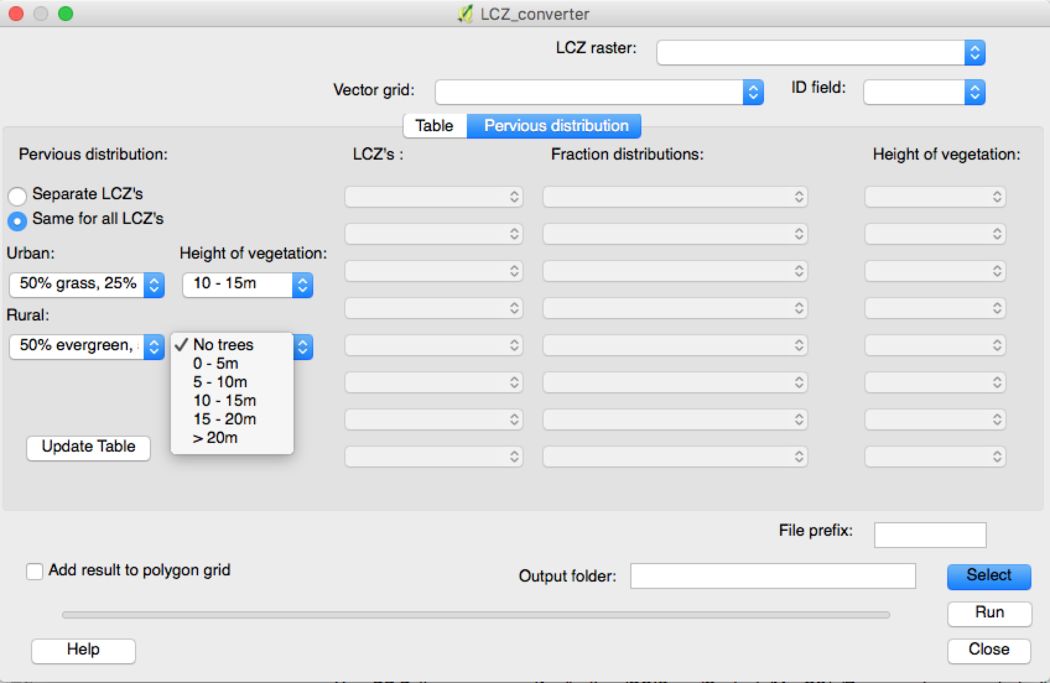 LCZ_converter
LCZ raster:
Vector grid:
ID field:
Table
Pervious distribution
Pervious distribution:
LCZ's :
Fraction distributions:
Height of vegetation:
Separate LCZ's
Same for all LCZ's
Urban:
Height of vegetation:
50% grass, 25%
10 - 15m
Rural:
50% evergreen,
✓ No trees
0 - 5m
5 - 10m
10 - 15m
15 - 20m
> 20m
Update Table
File prefix:
Add result to polygon grid
Output folder:
Select
Run
Help
Close